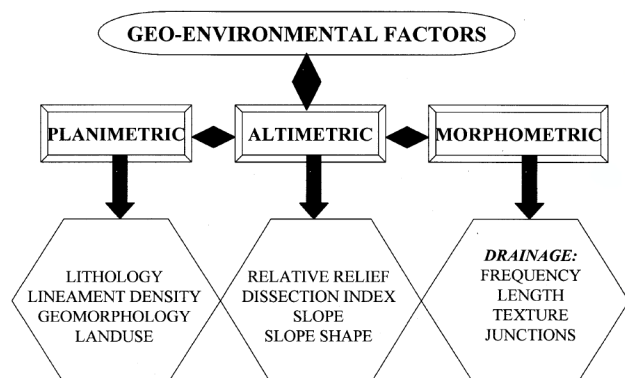 GEO-ENVIRONMENTAL FACTORS
PLANIMETRIC
ALTIMETRIC
MORPHOMETRIC
LITHOLOGY
LINEAMENT DENSITY
GEOMORPHOLOGY
LANDUSE
RELATIVE RELIEF
DISSECTION INDEX
SLOPE
SLOPE SHAPE
DRAINAGE:
FREQUENCY
LENGTH
TEXTURE
JUNCTIONS